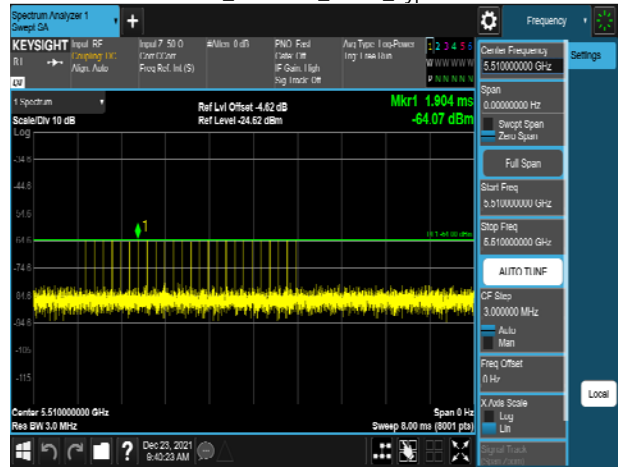 Spectrum Analyzer 1
Swept SA
+
Frequency
KEYSIGHT
Input RF
Coupling DC
Align Auto
Input Z 50 Ω
Corr CCorr
Freq Ref. Int (S)
#Atten 0 dB
PNO Fast
Gate Off
IF Gain High
Sig Track Off
Avg Type Log-Power
Trig Free Run
1 2 3 4 5 6
W W W W W W
P N N N N N
Center Frequency
5.510000000 GHz
Settings
Span
0.00000000 Hz
Swept Span
Zero Span
Full Span
Start Freq
5.510000000 GHz
Stop Freq
5.510000000 GHz
AUTO TUNE
CF Step
3.000000 MHz
Auto
Man
Freq Offset
0 Hz
X Axis Scale
Log
Lin
Signal Track
Local
1 Spectrum
Scale/Div 10 dB
Log
Ref Lvl Offset -4.62 dB
Ref Level -24.62 dBm
Mkr1 1.904 ms
-64.07 dBm
-34.6
-44.6
-54.6
1
-64.6
-74.6
-84.6
-94.6
-105
-115
Center 5.510000000 GHz
Res BW 3.0 MHz
Span 0 Hz
Sweep 8.00 ms (8001 pts)
?
Dec 23, 2021
9:40:23 AM